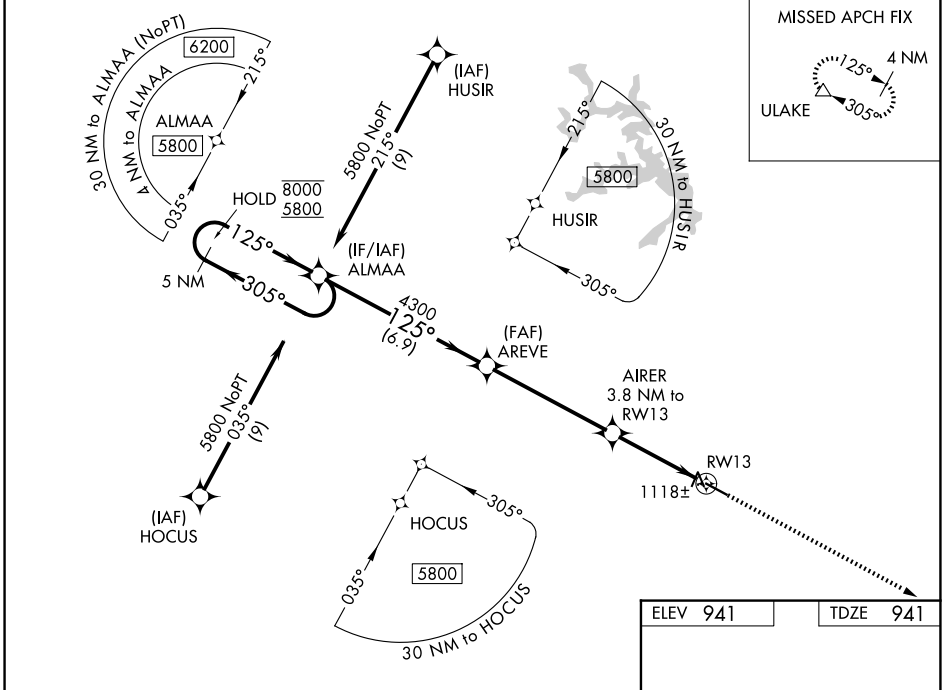 MISSED APCH FIX
125°
4 NM
305°
ULAKE
30 NM to ALMAA (NoPT)
4 NM to ALMAA
6200
215°
ALMAA
5800
035°
(IAF)
HUSIR
5800 NoPT
215°
(9)
215°
30 NM to HUSIR
5800
HUSIR
305°
HOLD
8000
5800
125°
305°
5 NM
(IF/IAF)
ALMAA
4300
125°
(6.9)
(FAF)
AREVE
AIRER
3.8 NM to
RW13
RW13
1118±
5800 NoPT
035°
(9)
(IAF)
HOCUS
305°
HOCUS
035°
5800
30 NM to HOCUS
ELEV 941
TDZE 941